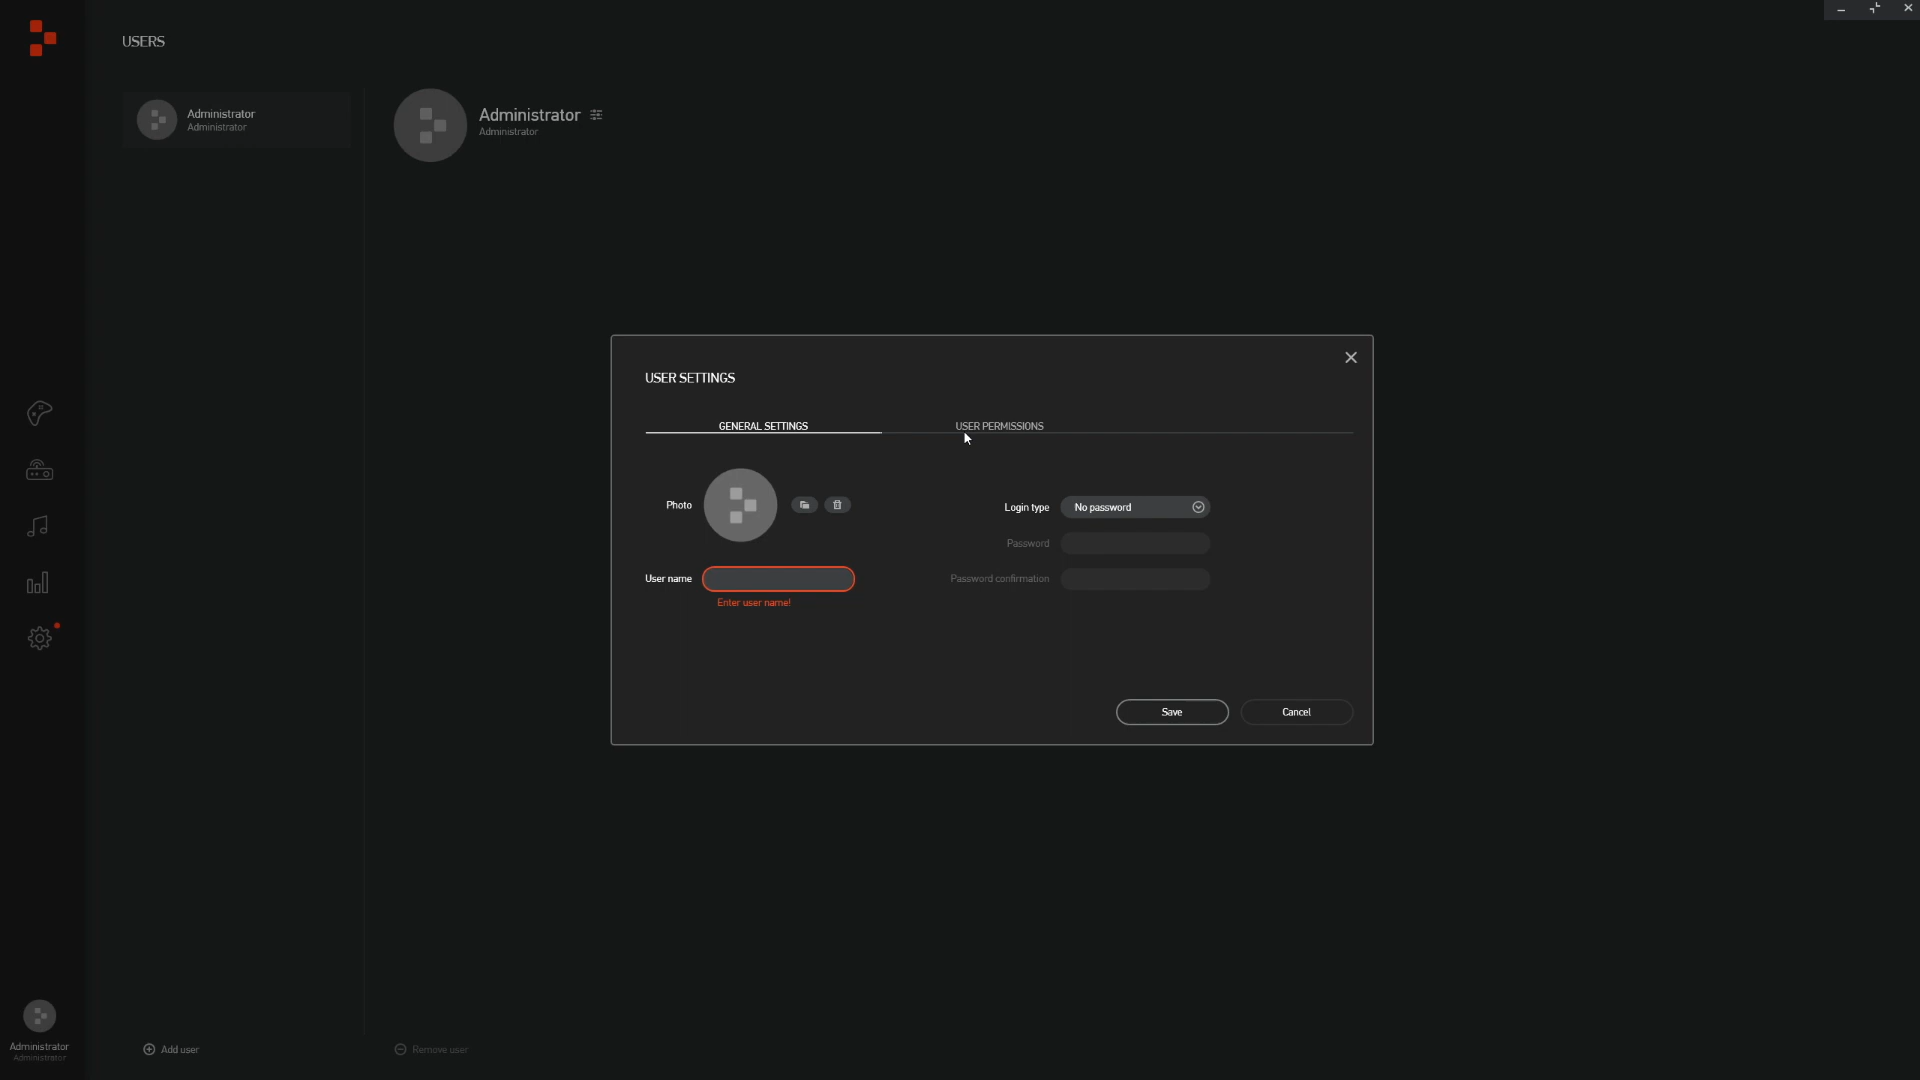 USERS
Administrator
Administrator
Administrator
Administrator
USER SETTINGS
GENERAL SETTINGS
USER PERMISSIONS
Photo
Login type
No password
Password
User name
Password confirmation
Enter user name!
Save
Cancel
Administrator
Administrator
Add user
Remove user